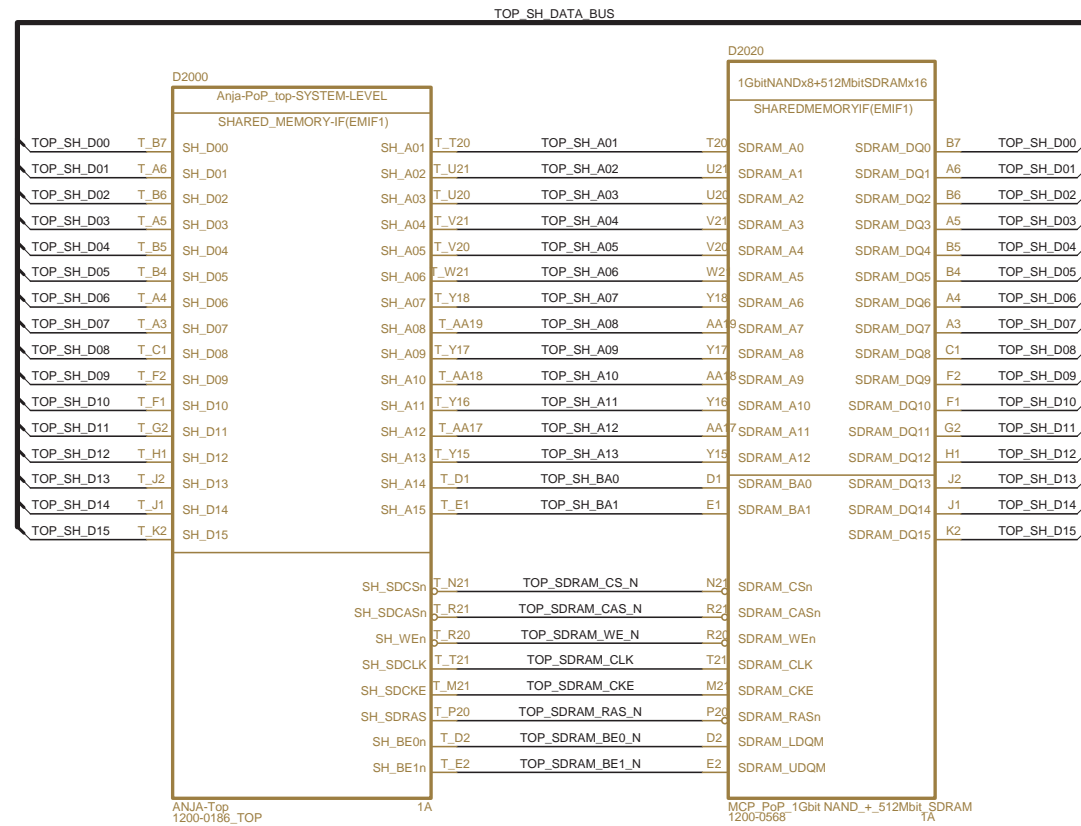 TOP_SH_DATA_BUS
D2000
D2020
Anja-PoP_top-SYSTEM-LEVEL
1GbitNANDx8+512MbitSDRAMx16
SHARED_MEMORY-IF(EMIF1)
SHAREDMEMORYIF(EMIF1)
TOP_SH_D00 T_B7 SH_D00 SH_A01 T_T20 TOP_SH_A01 T20 SDRAM_A0 SDRAM_DQ0 B7 TOP_SH_D00
TOP_SH_D01 T_A6 SH_D01 SH_A02 T_U21 TOP_SH_A02 U21 SDRAM_A1 SDRAM_DQ1 A6 TOP_SH_D01
TOP_SH_D02 T_B6 SH_D02 SH_A03 T_U20 TOP_SH_A03 U20 SDRAM_A2 SDRAM_DQ2 B6 TOP_SH_D02
TOP_SH_D03 T_A5 SH_D03 SH_A04 T_V21 TOP_SH_A04 V21 SDRAM_A3 SDRAM_DQ3 A5 TOP_SH_D03
TOP_SH_D04 T_B5 SH_D04 SH_A05 T_V20 TOP_SH_A05 V20 SDRAM_A4 SDRAM_DQ4 B5 TOP_SH_D04
TOP_SH_D05 T_B4 SH_D05 SH_A06 T_W21 TOP_SH_A06 W21 SDRAM_A5 SDRAM_DQ5 B4 TOP_SH_D05
TOP_SH_D06 T_A4 SH_D06 SH_A07 T_Y18 TOP_SH_A07 Y18 SDRAM_A6 SDRAM_DQ6 A4 TOP_SH_D06
TOP_SH_D07 T_A3 SH_D07 SH_A08 T_AA19 TOP_SH_A08 AA19 SDRAM_A7 SDRAM_DQ7 A3 TOP_SH_D07
TOP_SH_D08 T_C1 SH_D08 SH_A09 T_Y17 TOP_SH_A09 Y17 SDRAM_A8 SDRAM_DQ8 C1 TOP_SH_D08
TOP_SH_D09 T_F2 SH_D09 SH_A10 T_AA18 TOP_SH_A10 AA18 SDRAM_A9 SDRAM_DQ9 F2 TOP_SH_D09
TOP_SH_D10 T_F1 SH_D10 SH_A11 T_Y16 TOP_SH_A11 Y16 SDRAM_A10 SDRAM_DQ10 F1 TOP_SH_D10
TOP_SH_D11 T_G2 SH_D11 SH_A12 T_AA17 TOP_SH_A12 AA17 SDRAM_A11 SDRAM_DQ11 G2 TOP_SH_D11
TOP_SH_D12 T_H1 SH_D12 SH_A13 T_Y15 TOP_SH_A13 Y15 SDRAM_A12 SDRAM_DQ12 H1 TOP_SH_D12
TOP_SH_D13 T_J2 SH_D13 SH_A14 T_D1 TOP_SH_BA0 D1 SDRAM_BA0 SDRAM_DQ13 J2 TOP_SH_D13
TOP_SH_D14 T_J1 SH_D14 SH_A15 T_E1 TOP_SH_BA1 E1 SDRAM_BA1 SDRAM_DQ14 J1 TOP_SH_D14
TOP_SH_D15 T_K2 SH_D15 SDRAM_DQ15 K2 TOP_SH_D15
SH_SDCSn T_N21 TOP_SDRAM_CS_N N21 SDRAM_CSn
SH_SDCASn T_R21 TOP_SDRAM_CAS_N R21 SDRAM_CASn
SH_WEn T_R20 TOP_SDRAM_WE_N R20 SDRAM_WEn
SH_SDCLK T_T21 TOP_SDRAM_CLK T21 SDRAM_CLK
SH_SDCKE T_M21 TOP_SDRAM_CKE M21 SDRAM_CKE
SH_SDRAS T_P20 TOP_SDRAM_RAS_N P20 SDRAM_RASn
SH_BE0n T_D2 TOP_SDRAM_BE0_N D2 SDRAM_LDQM
SH_BE1n T_E2 TOP_SDRAM_BE1_N E2 SDRAM_UDQM
ANJA-Top 1A
1200-0186_TOP
MCP_PoP_1Gbit NAND_+_512Mbit_SDRAM
1200-0568 1A